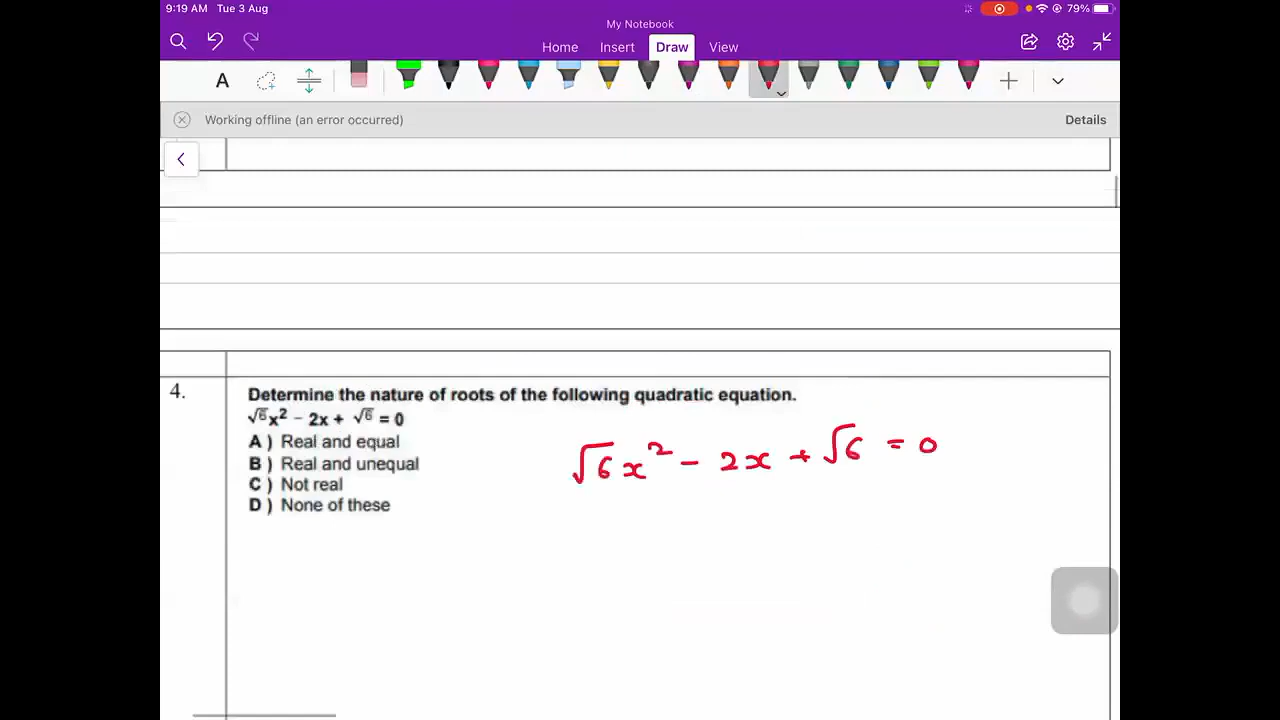 9:19 AM Tue 3 Aug 79%
My Notebook
Home Insert Draw View
A
Working offline (an error occurred) Details
4.
Determine the nature of roots of the following quadratic equation.
√6x² − 2x + √6 = 0
A ) Real and equal
B ) Real and unequal
C ) Not real
D ) None of these
√6x² − 2x + √6 = 0